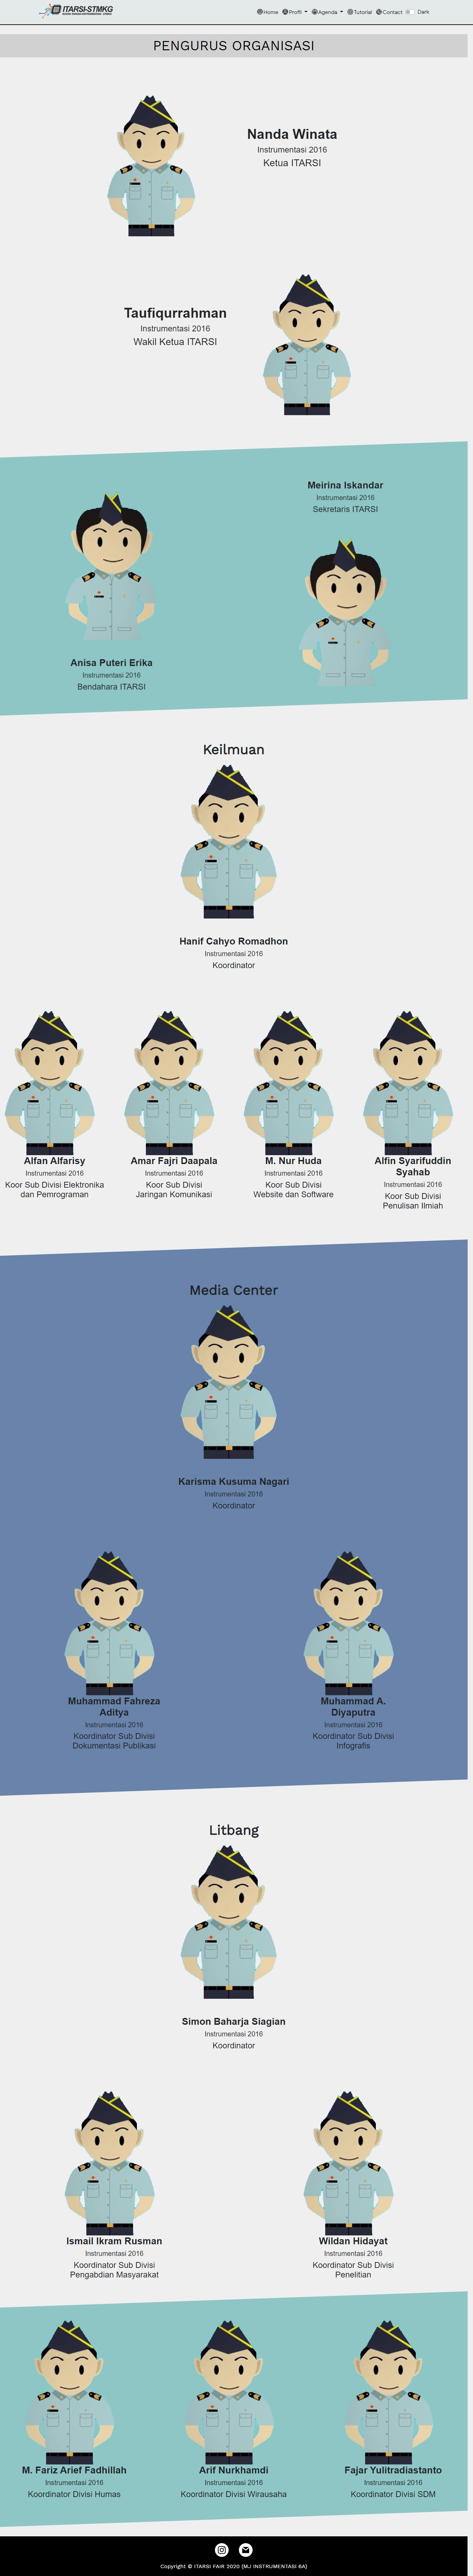 ITARSI-STMKG
Home Profil Agenda Tutorial Contact Dark
PENGURUS ORGANISASI
Nanda Winata
Instrumentasi 2016
Ketua ITARSI
Taufiqurrahman
Instrumentasi 2016
Wakil Ketua ITARSI
Meirina Iskandar
Instrumentasi 2016
Sekretaris ITARSI
Anisa Puteri Erika
Instrumentasi 2016
Bendahara ITARSI
Keilmuan
Hanif Cahyo Romadhon
Instrumentasi 2016
Koordinator
Alfan Alfarisy
Instrumentasi 2016
Koor Sub Divisi Elektronika
dan Pemrograman
Amar Fajri Daapala
Instrumentasi 2016
Koor Sub Divisi
Jaringan Komunikasi
M. Nur Huda
Instrumentasi 2016
Koor Sub Divisi
Website dan Software
Alfin Syarifuddin
Syahab
Instrumentasi 2016
Koor Sub Divisi
Penulisan Ilmiah
Media Center
Karisma Kusuma Nagari
Instrumentasi 2016
Koordinator
Muhammad Fahreza
Aditya
Instrumentasi 2016
Koordinator Sub Divisi
Dokumentasi Publikasi
Muhammad A.
Diyaputra
Instrumentasi 2016
Koordinator Sub Divisi
Infografis
Litbang
Simon Baharja Siagian
Instrumentasi 2016
Koordinator
Ismail Ikram Rusman
Instrumentasi 2016
Koordinator Sub Divisi
Pengabdian Masyarakat
Wildan Hidayat
Instrumentasi 2016
Koordinator Sub Divisi
Penelitian
M. Fariz Arief Fadhillah
Instrumentasi 2016
Koordinator Divisi Humas
Arif Nurkhamdi
Instrumentasi 2016
Koordinator Divisi Wirausaha
Fajar Yulitradiastanto
Instrumentasi 2016
Koordinator Divisi SDM
Copyright © ITARSI FAIR 2020 (MJ INSTRUMENTASI 6A)